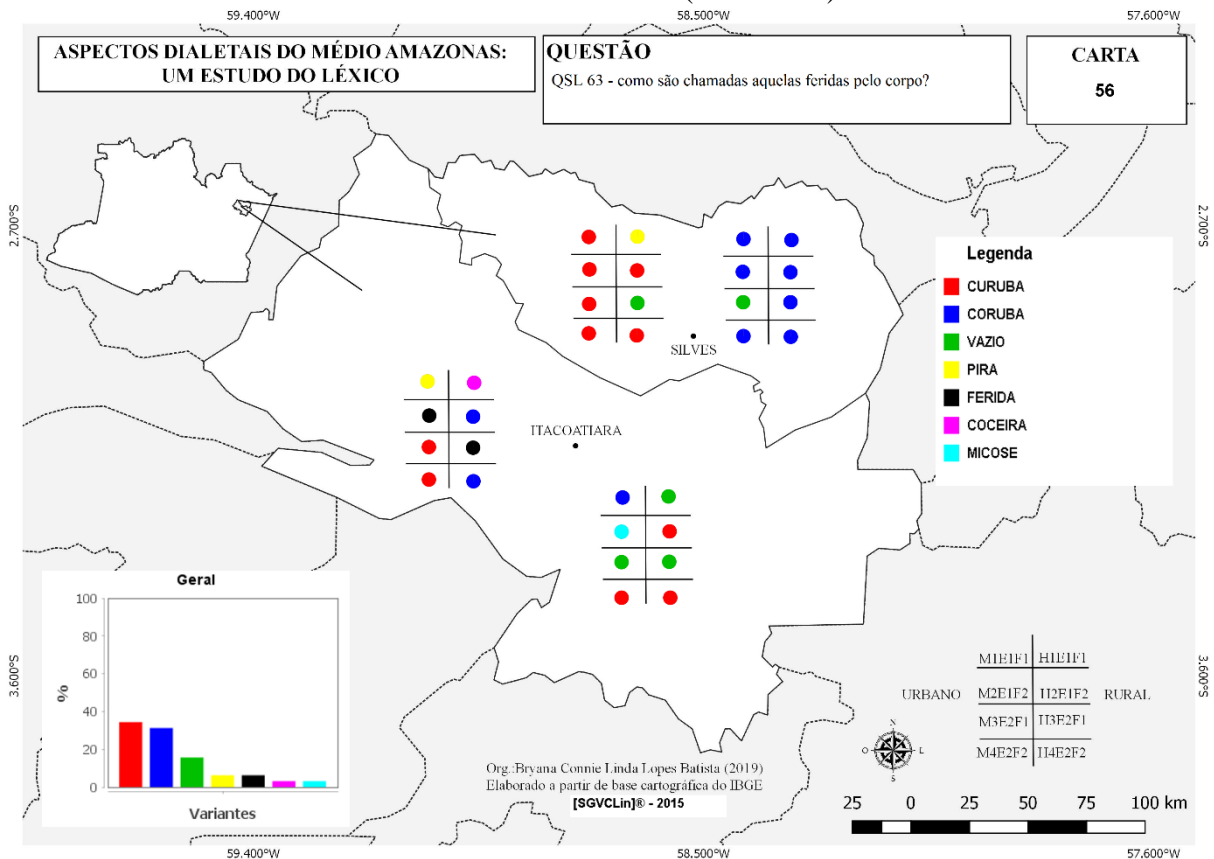 59.400°W
58.500°W
57.600°W
ASPECTOS DIALETAIS DO MÉDIO AMAZONAS:
UM ESTUDO DO LÉXICO
QUESTÃO
QSL 63 - como são chamadas aquelas feridas pelo corpo?
CARTA
56
2.700°S
2.700°S
Legenda
CURUBA
CORUBA
VAZIO
PIRA
FERIDA
COCEIRA
MICOSE
SILVES
ITACOATIARA
Geral
100
80
60
40
20
0
%
Variantes
3.600°S
3.600°S
M1E1F1 H1E1F1
URBANO M2E1F2 H2E1F2 RURAL
M3E2F1 H3E2F1
M4E2F2 H4E2F2
N
O L
S
Org.:Bryana Connie Linda Lopes Batista (2019)
Elaborado a partir de base cartográfica do IBGE
[SGVCLin]® - 2015
25 0 25 50 75 100 km
59.400°W
58.500°W
57.600°W